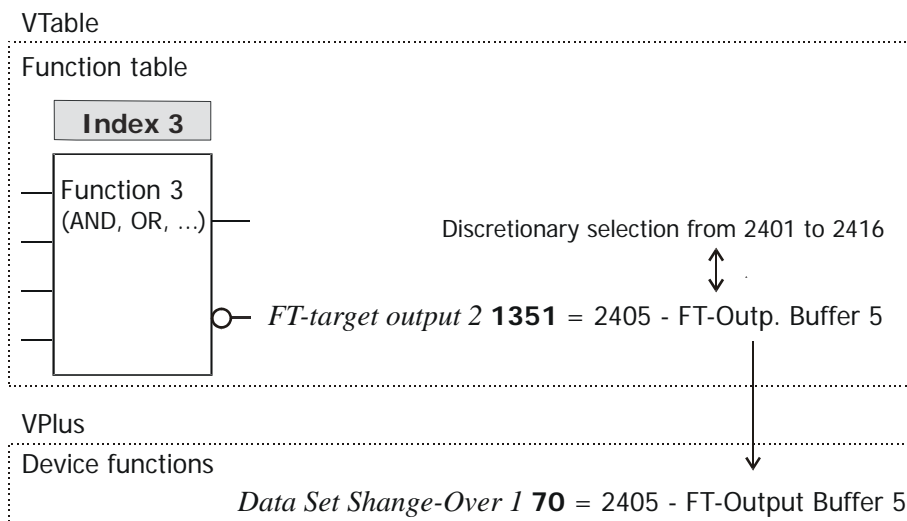 VTable
Function table
Index 3
Function 3
(AND, OR, ...)
Discretionary selection from 2401 to 2416
FT-target output 2 1351 = 2405 - FT-Outp. Buffer 5
VPlus
Device functions
Data Set Shange-Over 1 70 = 2405 - FT-Output Buffer 5